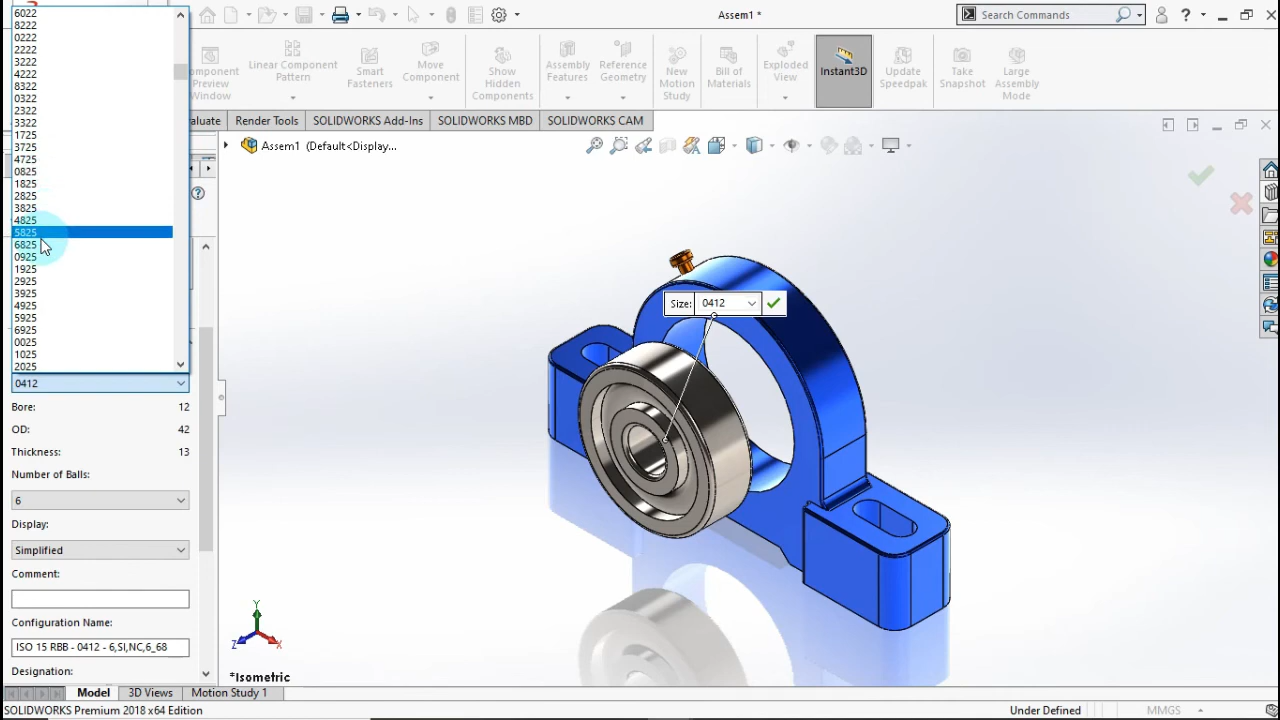 Assem1 *
Search Commands
?
Component
Preview
Window
Linear Component
Pattern
Smart
Fasteners
Move
Component
Show
Hidden
Components
Assembly
Features
Reference
Geometry
New
Motion
Study
Bill of
Materials
Exploded
View
Instant3D
Update
Speedpak
Take
Snapshot
Large
Assembly
Mode
Evaluate
Render Tools
SOLIDWORKS Add-Ins
SOLIDWORKS MBD
SOLIDWORKS CAM
Assem1 (Default<Display...
6022
8222
0222
2222
3222
4222
8322
0322
2322
3322
1725
3725
4725
0825
1825
2825
3825
4825
5825
6825
0925
1925
2925
3925
4925
5925
6925
0025
1025
2025
0412
Bore: 12
OD: 42
Thickness: 13
Number of Balls:
6
Display:
Simplified
Comment:
Configuration Name:
ISO 15 RBB - 0412 - 6,SI,NC,6_68
Designation:
Size: 0412
Y
Z
X
*Isometric
Model
3D Views
Motion Study 1
SOLIDWORKS Premium 2018 x64 Edition
Under Defined
MMGS